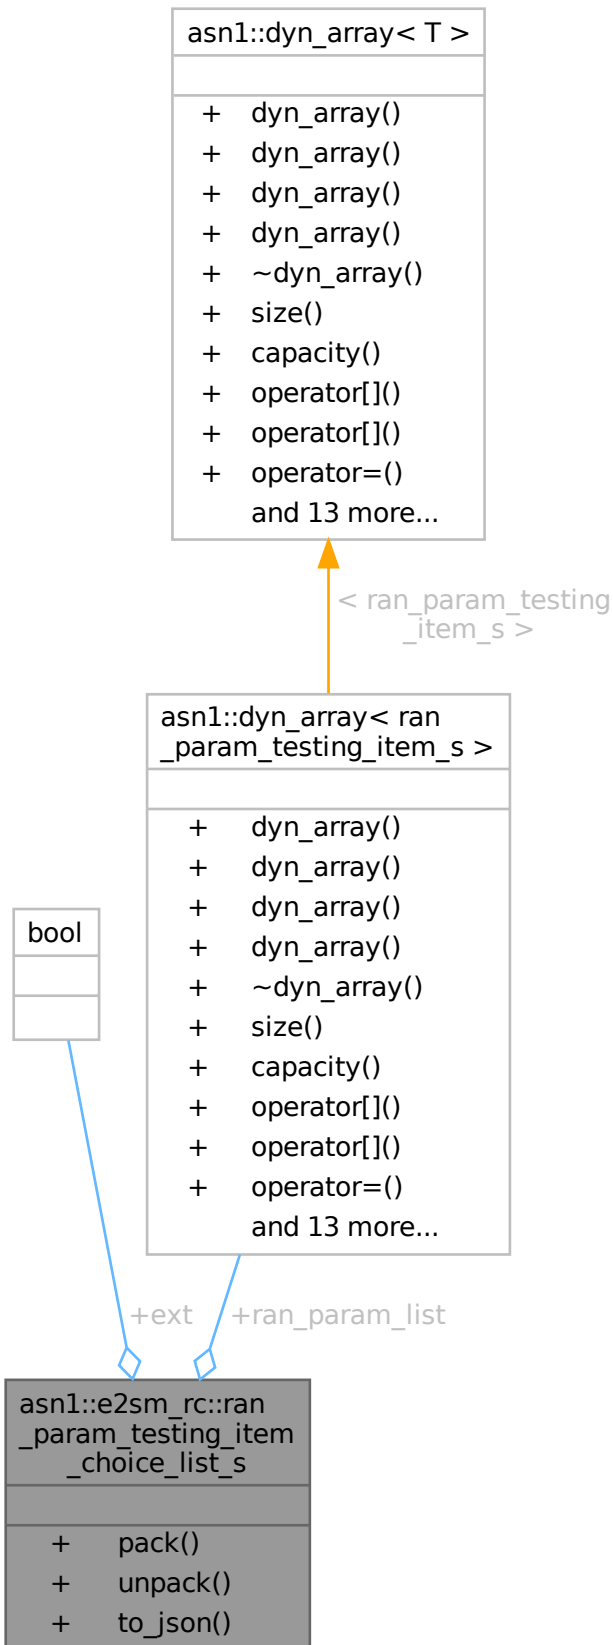 asn1::dyn_array< T >
+ dyn_array()
+ dyn_array()
+ dyn_array()
+ dyn_array()
+ ~dyn_array()
+ size()
+ capacity()
+ operator[]()
+ operator[]()
+ operator=()
and 13 more...
< ran_param_testing
_item_s >
asn1::dyn_array< ran
_param_testing_item_s >
+ dyn_array()
+ dyn_array()
+ dyn_array()
+ dyn_array()
+ ~dyn_array()
+ size()
+ capacity()
+ operator[]()
+ operator[]()
+ operator=()
and 13 more...
bool
+ext
+ran_param_list
asn1::e2sm_rc::ran
_param_testing_item
_choice_list_s
+ pack()
+ unpack()
+ to_json()